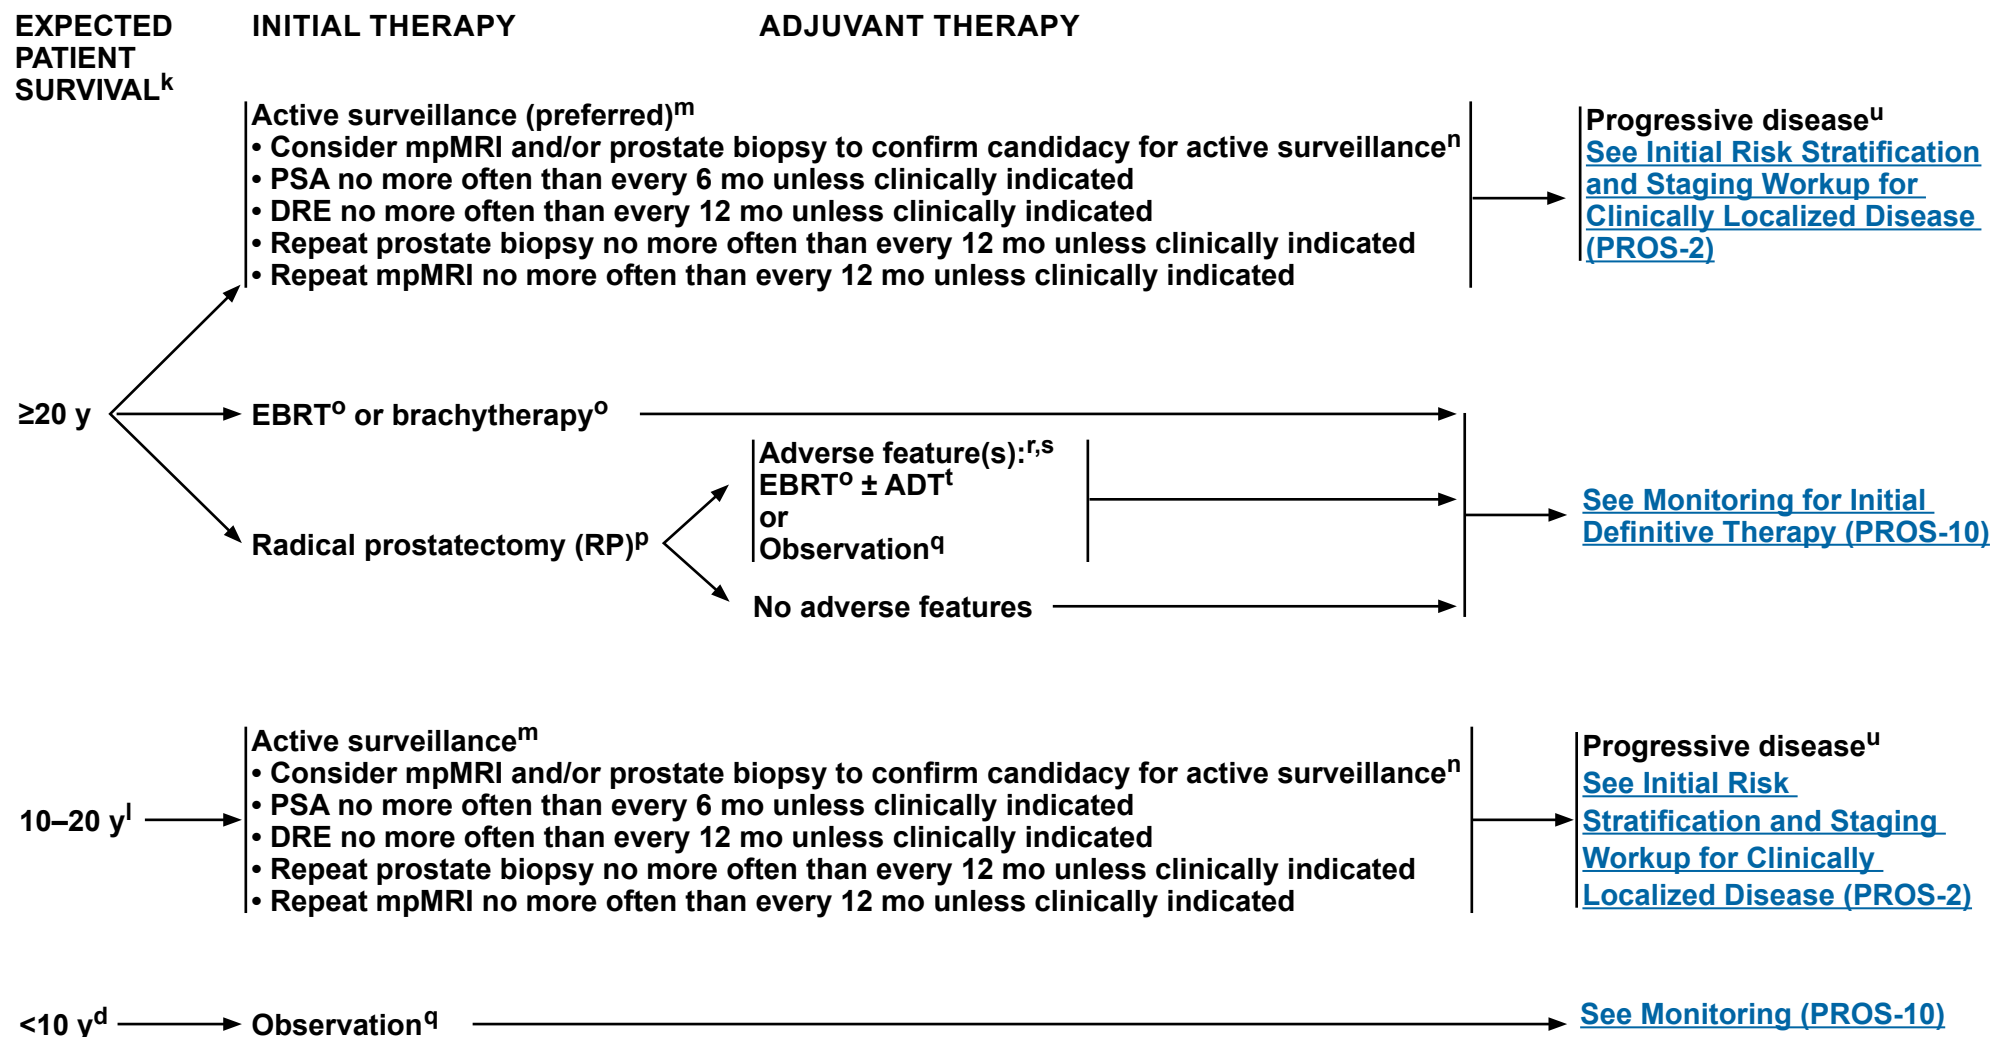 EXPECTED
PATIENT
SURVIVALk
INITIAL THERAPY
ADJUVANT THERAPY
Active surveillance (preferred)m
• Consider mpMRI and/or prostate biopsy to confirm candidacy for active surveillancen
• PSA no more often than every 6 mo unless clinically indicated
• DRE no more often than every 12 mo unless clinically indicated
• Repeat prostate biopsy no more often than every 12 mo unless clinically indicated
• Repeat mpMRI no more often than every 12 mo unless clinically indicated
Progressive diseaseu
See Initial Risk Stratification
and Staging Workup for
Clinically Localized Disease
(PROS-2)
≥20 y
EBRTo or brachytherapyo
Radical prostatectomy (RP)p
Adverse feature(s):r,s
EBRTo ± ADTt
or
Observationq
No adverse features
See Monitoring for Initial
Definitive Therapy (PROS-10)
10–20 yl
Active surveillancem
• Consider mpMRI and/or prostate biopsy to confirm candidacy for active surveillancen
• PSA no more often than every 6 mo unless clinically indicated
• DRE no more often than every 12 mo unless clinically indicated
• Repeat prostate biopsy no more often than every 12 mo unless clinically indicated
• Repeat mpMRI no more often than every 12 mo unless clinically indicated
Progressive diseaseu
See Initial Risk
Stratification and Staging
Workup for Clinically
Localized Disease (PROS-2)
<10 yd
Observationq
See Monitoring (PROS-10)